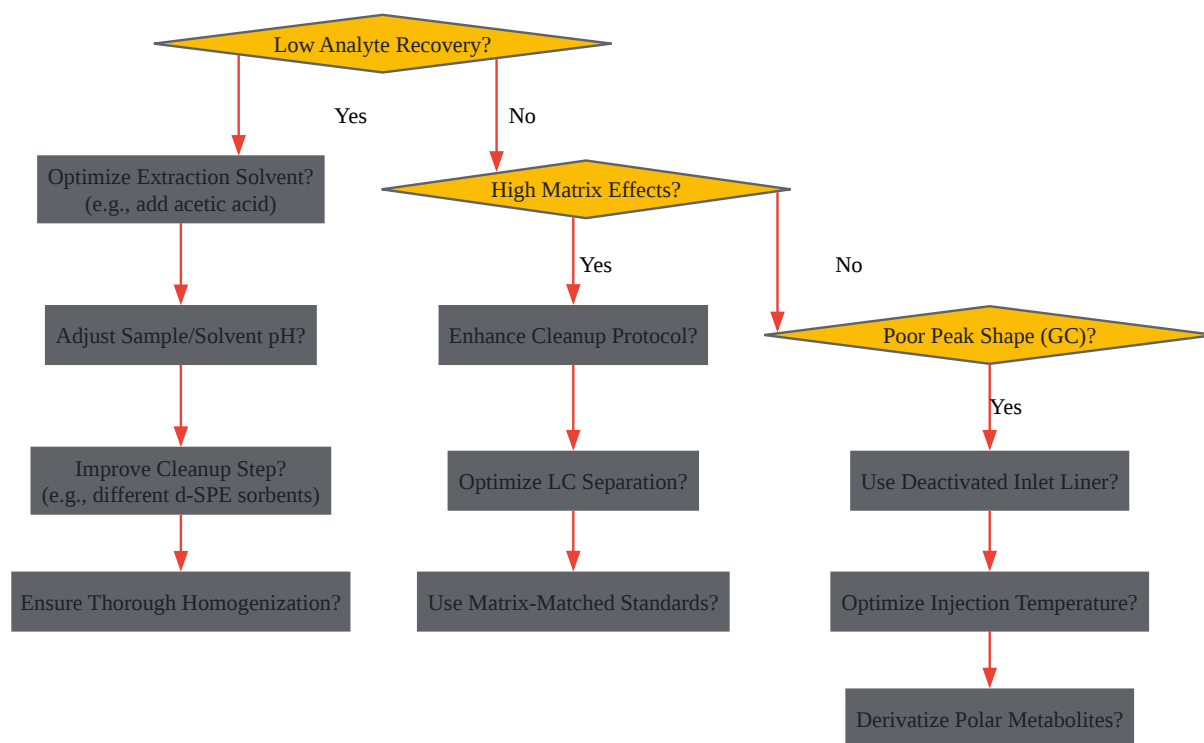 Low Analyte Recovery?
Yes
No
Optimize Extraction Solvent?
(e.g., add acetic acid)
High Matrix Effects?
Yes
No
Adjust Sample/Solvent pH?
Enhance Cleanup Protocol?
Poor Peak Shape (GC)?
Yes
Improve Cleanup Step?
(e.g., different d-SPE sorbents)
Optimize LC Separation?
Use Deactivated Inlet Liner?
Ensure Thorough Homogenization?
Use Matrix-Matched Standards?
Optimize Injection Temperature?
Derivatize Polar Metabolites?